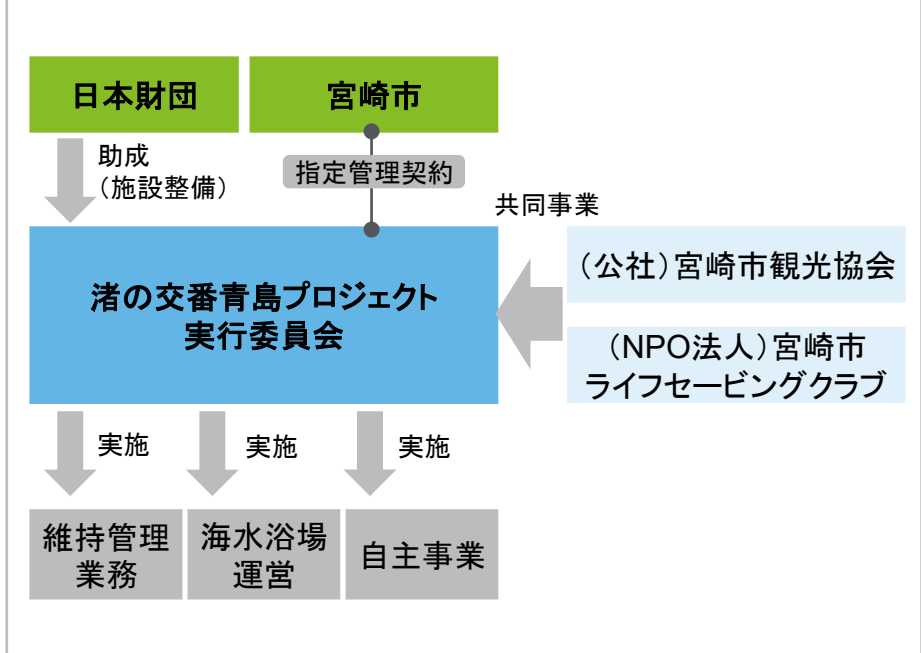 日本財団
宮崎市
助成
（施設整備）
指定管理契約
共同事業
渚の交番青島プロジェクト
実行委員会
（公社）宮崎市観光協会
（NPO法人）宮崎市
ライフセービングクラブ
実施
実施
実施
維持管理
業務
海水浴場
運営
自主事業